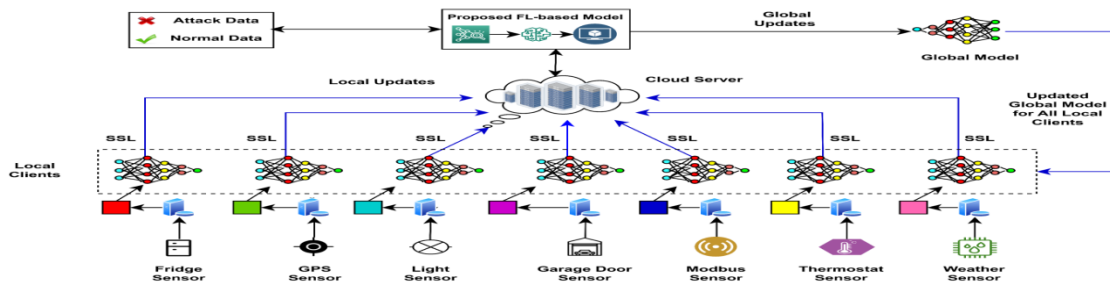 Attack Data
Normal Data
Proposed FL-based Model
Global
Updates
Global Model
Local Updates
Cloud Server
Updated
Global Model
for All Local
Clients
SSL
SSL
SSL
SSL
SSL
SSL
SSL
Local
Clients
Fridge
Sensor
GPS
Sensor
Light
Sensor
Garage Door
Sensor
Modbus
Sensor
Thermostat
Sensor
Weather
Sensor